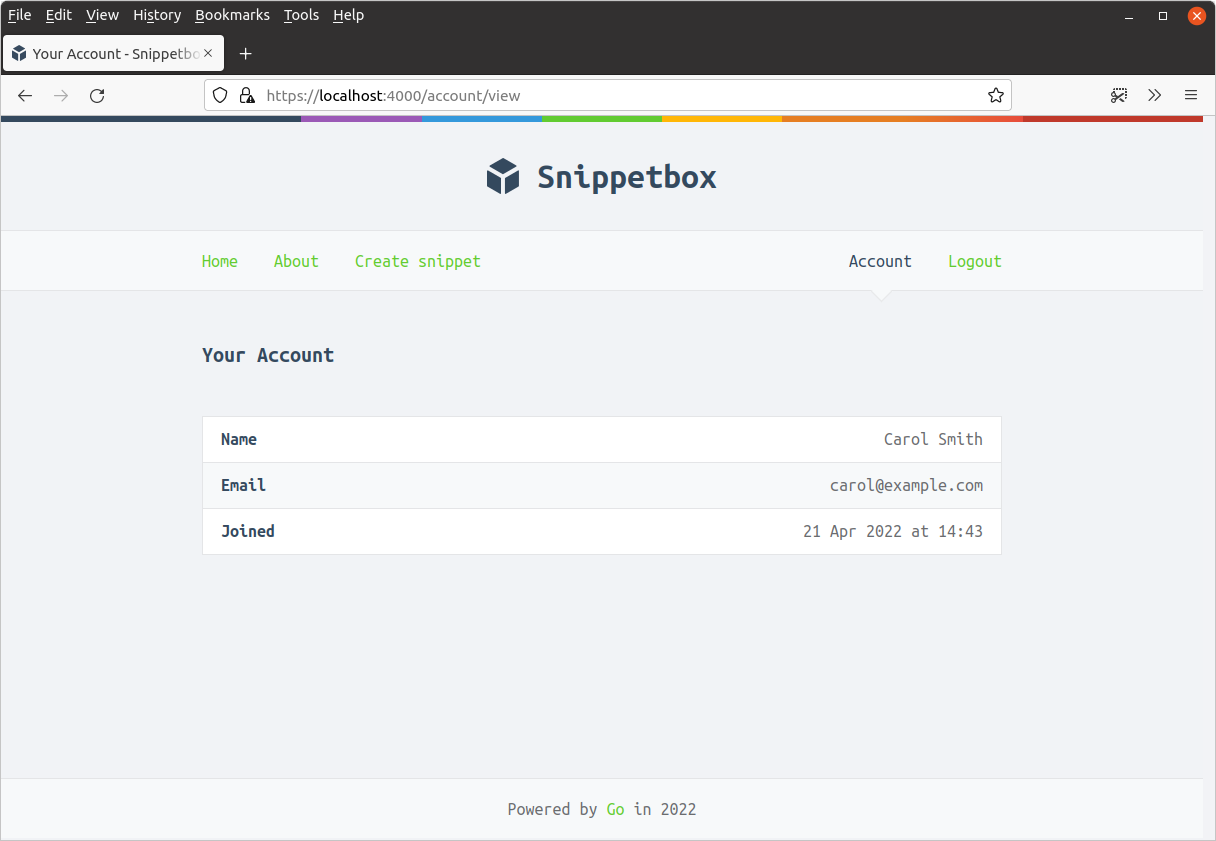 File Edit View History Bookmarks Tools Help
Your Account - Snippetbo
https://localhost:4000/account/view
Snippetbox
Home About Create snippet Account Logout
Your Account
Name Carol Smith
Email carol@example.com
Joined 21 Apr 2022 at 14:43
Powered by Go in 2022